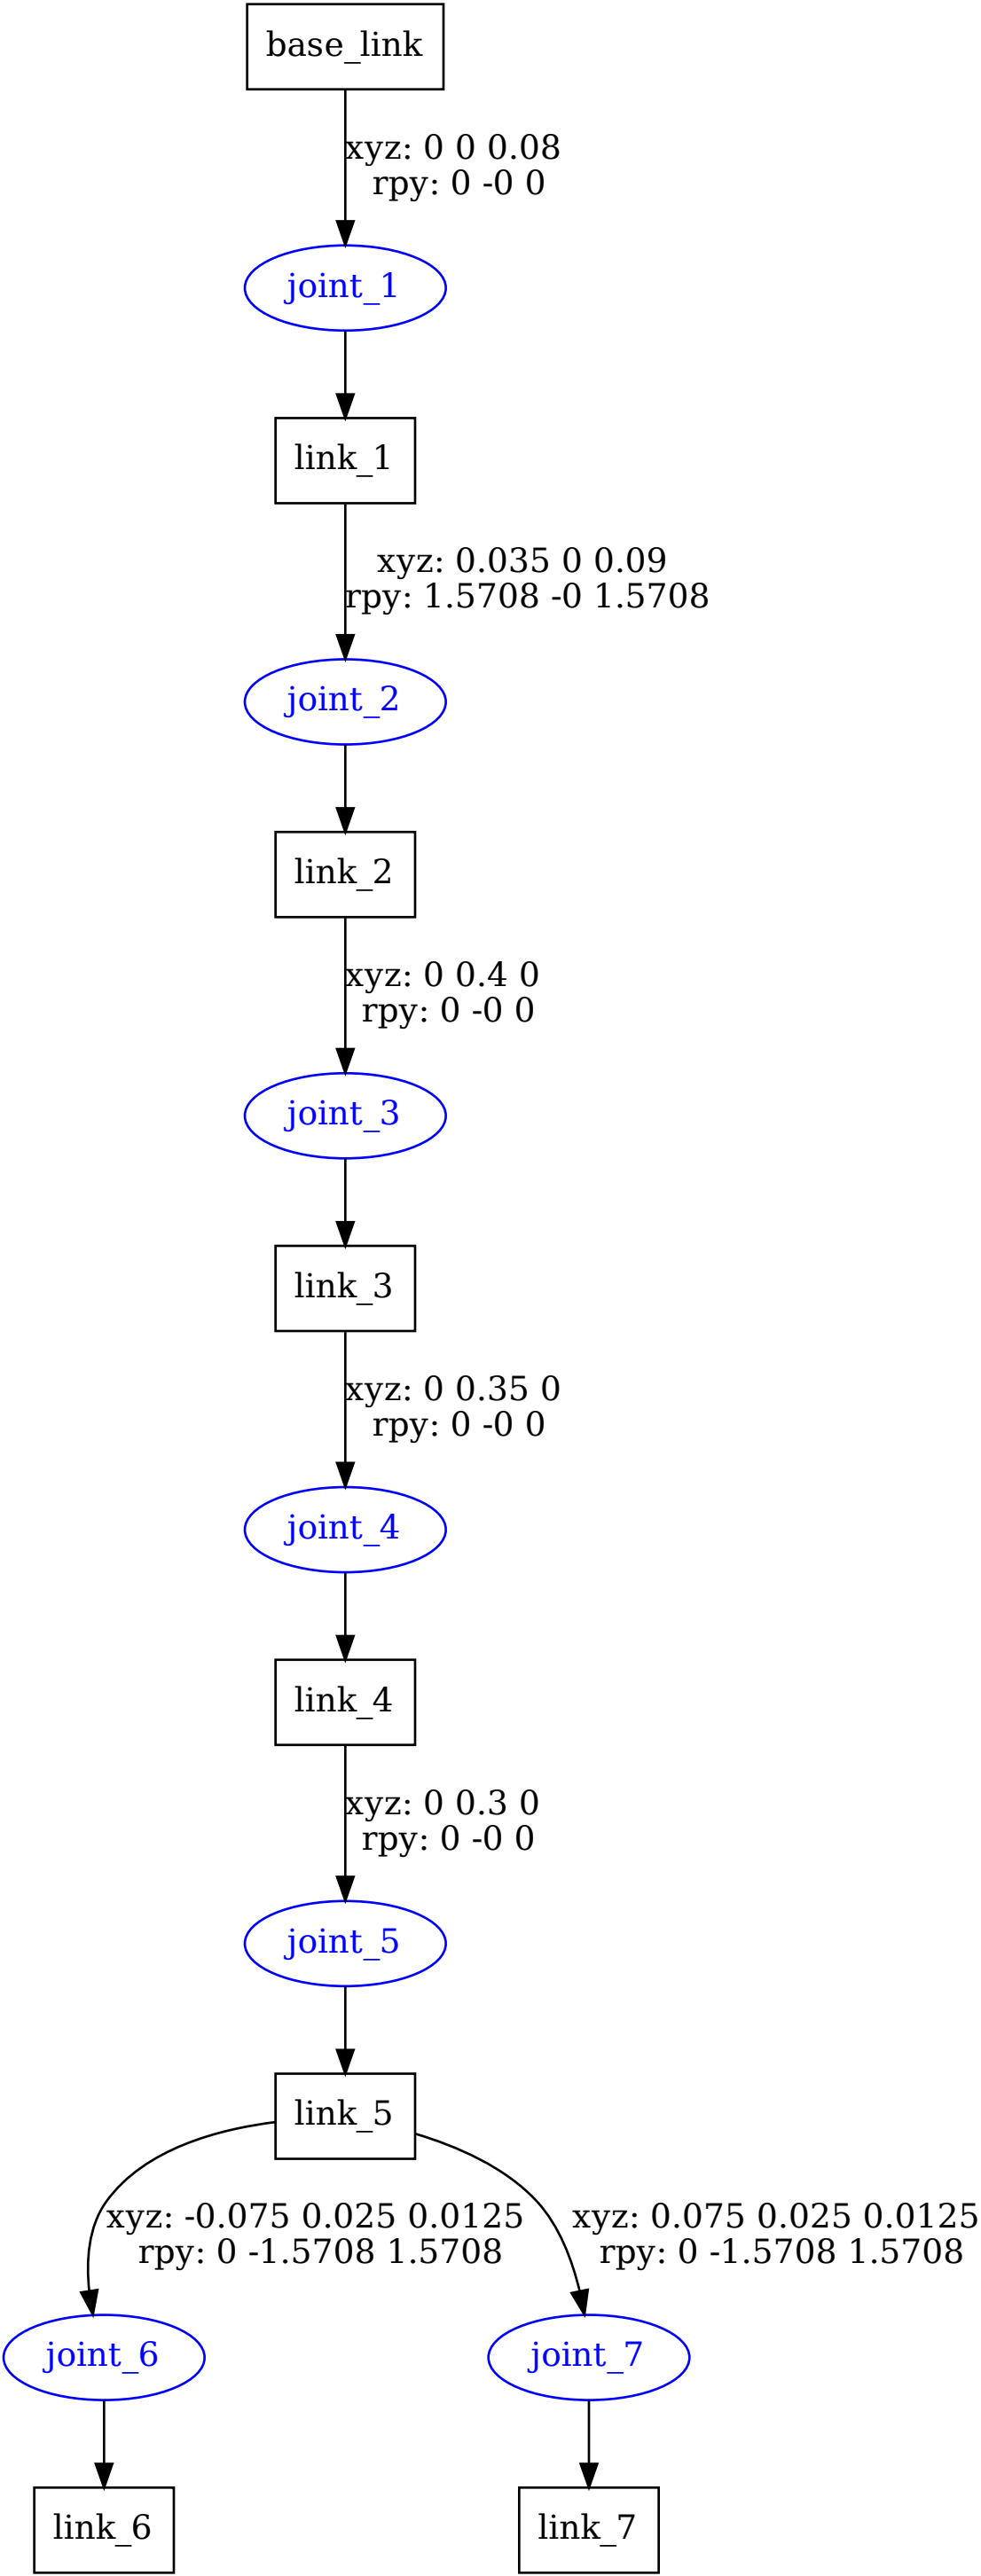 base_link
xyz: 0 0 0.08
rpy: 0 -0 0
joint_1
link_1
xyz: 0.035 0 0.09
rpy: 1.5708 -0 1.5708
joint_2
link_2
xyz: 0 0.4 0
rpy: 0 -0 0
joint_3
link_3
xyz: 0 0.35 0
rpy: 0 -0 0
joint_4
link_4
xyz: 0 0.3 0
rpy: 0 -0 0
joint_5
link_5
xyz: -0.075 0.025 0.0125
rpy: 0 -1.5708 1.5708
xyz: 0.075 0.025 0.0125
rpy: 0 -1.5708 1.5708
joint_6
joint_7
link_6
link_7